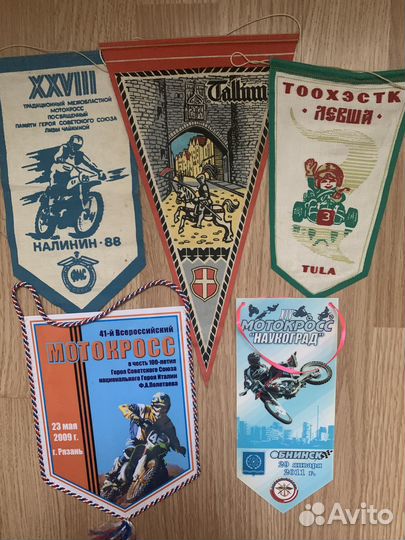 XXVIII
ТРАДИЦИОННЫЙ МЕЖОБЛАСТНОЙ
МОТОКРОСС
ПОСВЯЩЕННЫЙ
ПАМЯТИ ГЕРОЯ СОВЕТСКОГО СОЮЗА
ЛИЗЫ ЧАЙКИНОЙ
КАЛИНИН-88
Tallinn
ТООХЭСТК
ЛЕВША
3
TULA
41-й Всероссийский
МОТОКРОСС
в честь 100-летия
Героя Советского Союза
национального Героя Италии
Ф.А.Полетаева
23 мая
2009 г.
г. Рязань
МОТОКРОСС
"НАУКОГРАД"
ОБНИНСК
29 января
2011 г.
Avito